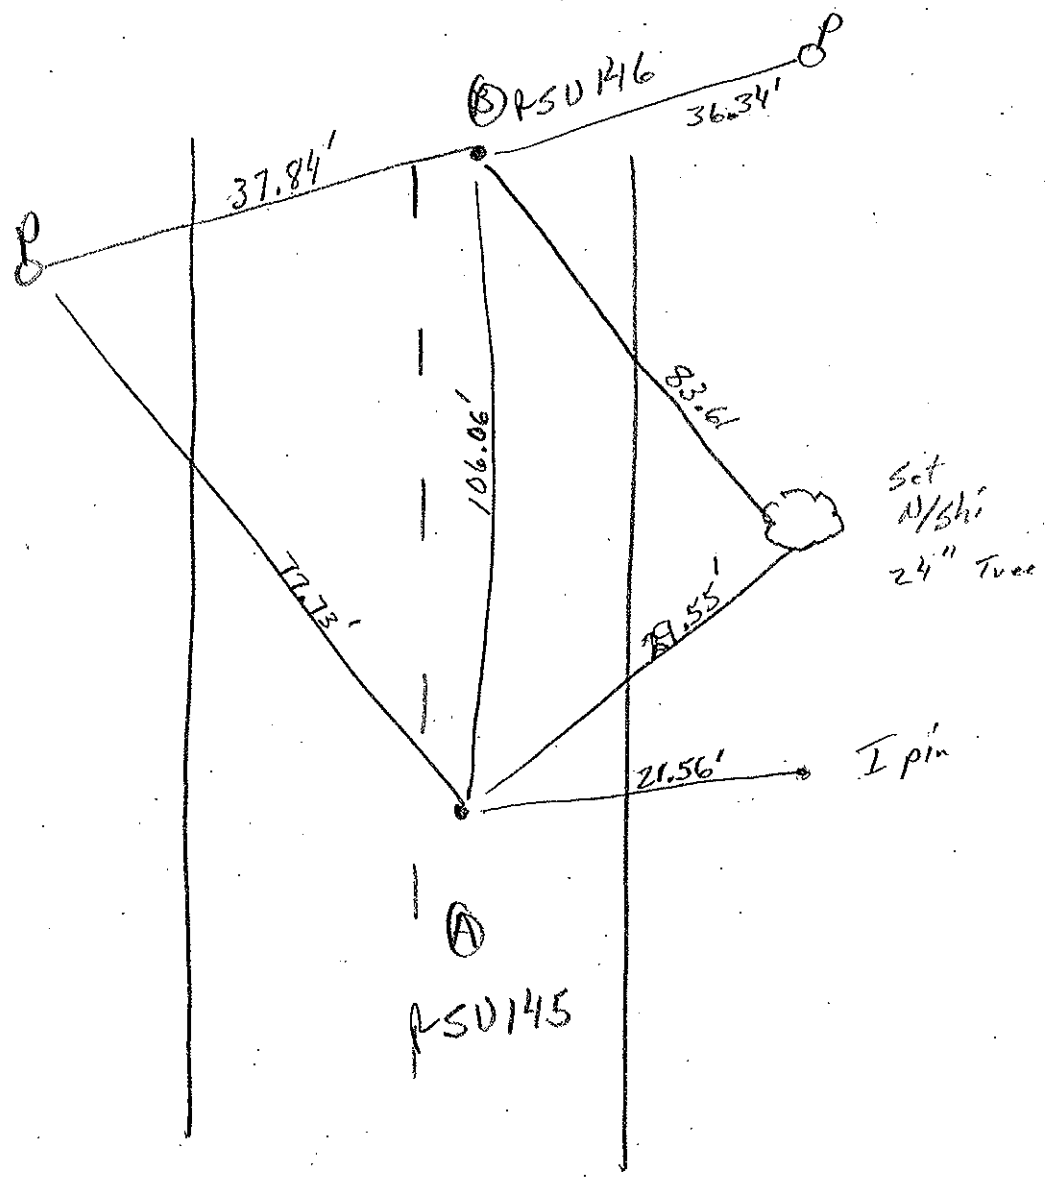 P
Ⓑ PSU146
36.34'
37.84'
P
83.61
106.06'
Set
N/shi
24" Tree
77.73'
.55'
21.56'
I pin
Ⓐ
PSU145